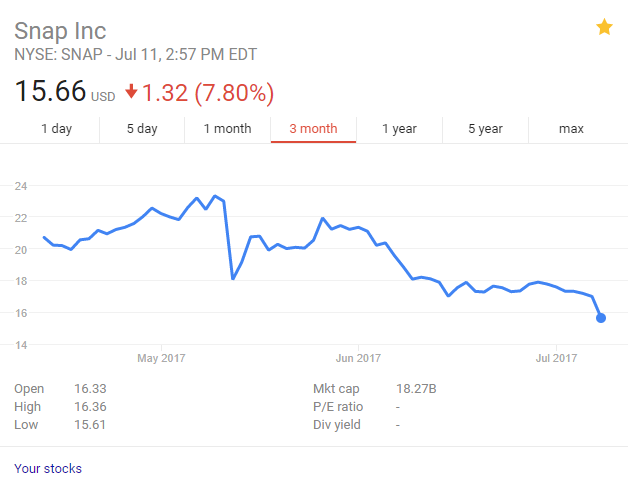 Snap Inc
NYSE: SNAP - Jul 11, 2:57 PM EDT
15.66 USD 1.32 (7.80%)
1 day 5 day 1 month 3 month 1 year 5 year max
24
22
20
18
16
14
May 2017 Jun 2017 Jul 2017
Open 16.33 Mkt cap 18.27B
High 16.36 P/E ratio -
Low 15.61 Div yield -
Your stocks